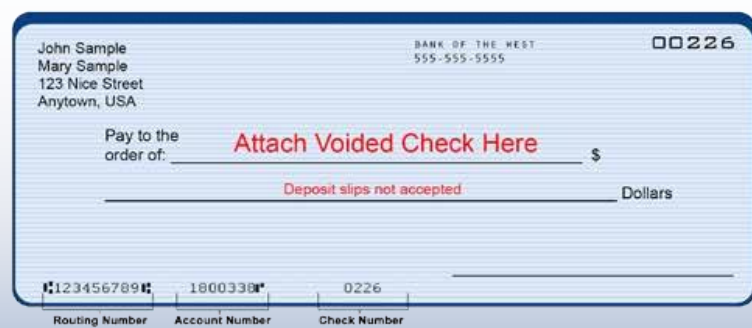 John Sample
Mary Sample
123 Nice Street
Anytown, USA
BANK OF THE WEST
555-555-5555
00226
Pay to the
order of:
Attach Voided Check Here
$
Deposit slips not accepted
Dollars
⑆123456789⑆ 1800338⑈ 0226
Routing Number Account Number Check Number